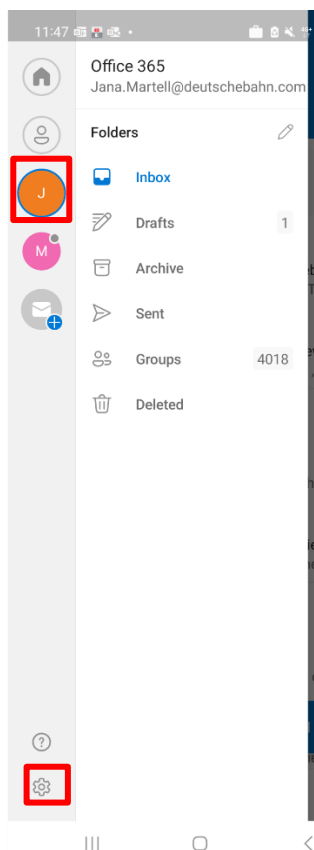 11:47
Office 365
Jana.Martell@deutschebahn.com
Folders
J
Inbox
Drafts 1
M
Archive
Sent
Groups 4018
Deleted